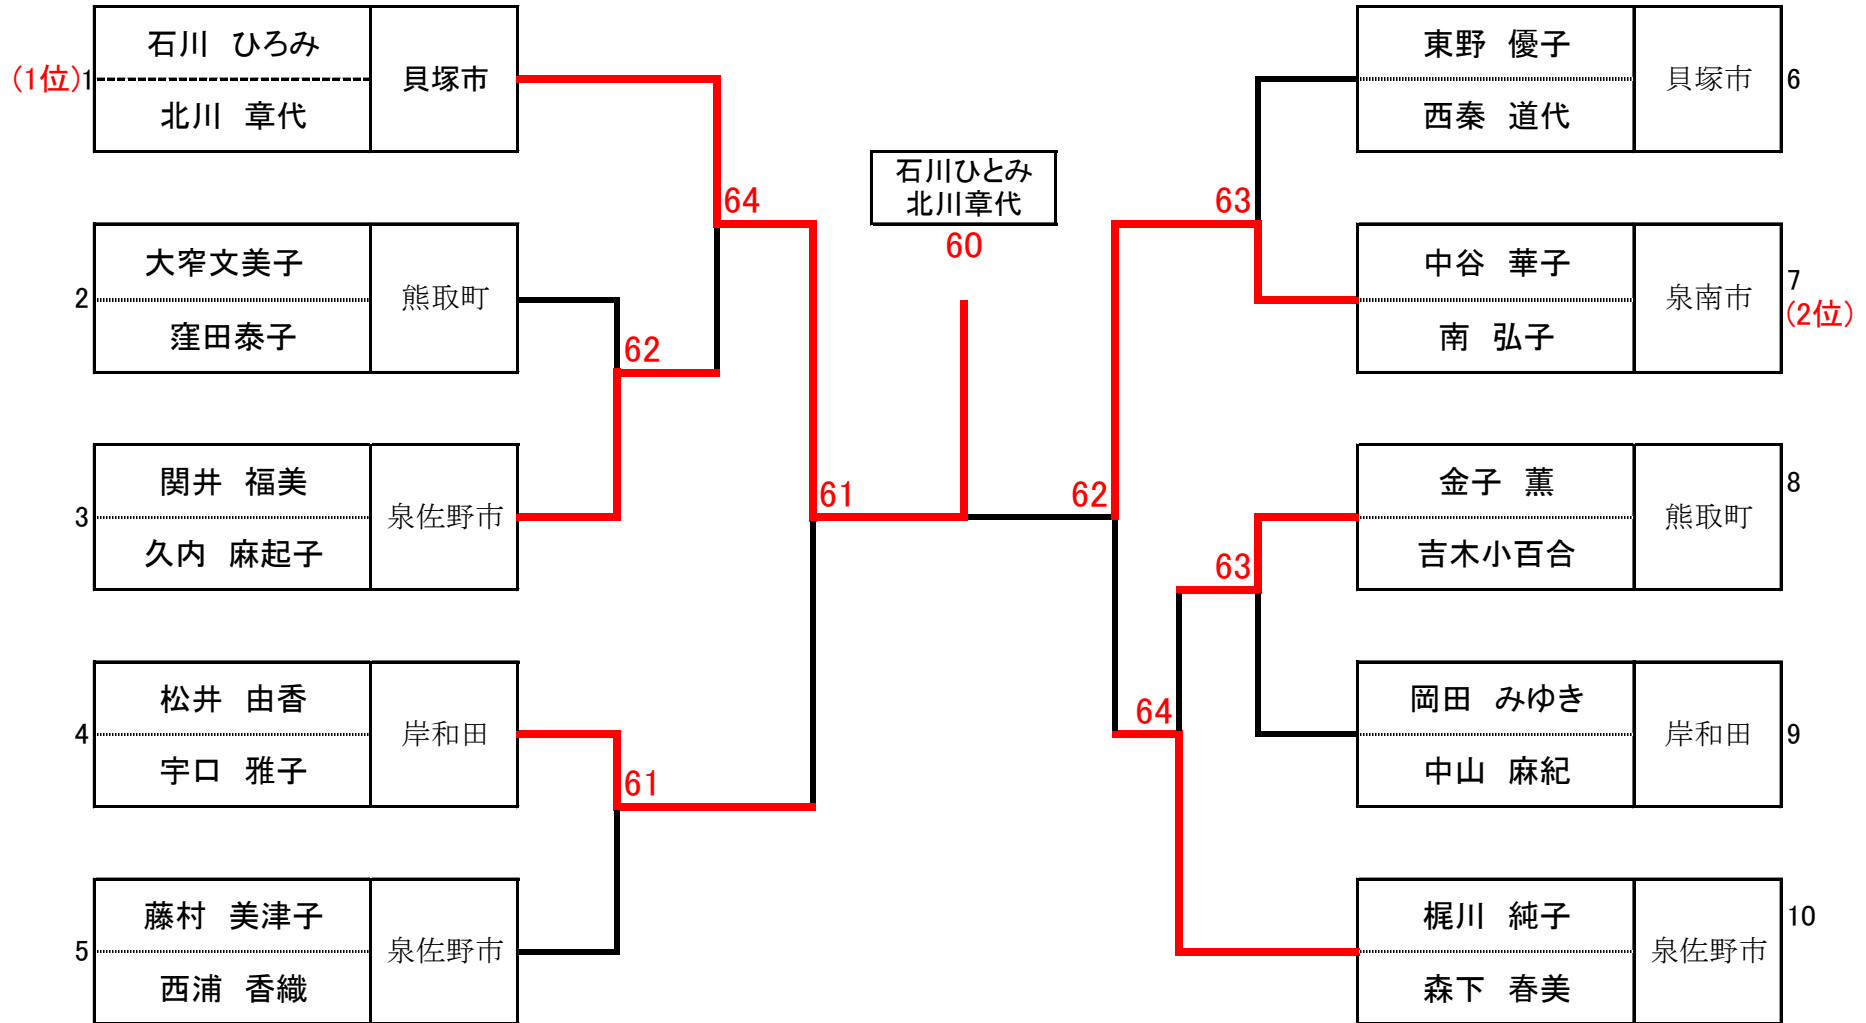 (1位)1
石川 ひろみ
北川 章代
貝塚市
2
大窄文美子
窪田泰子
熊取町
3
関井 福美
久内 麻起子
泉佐野市
4
松井 由香
宇口 雅子
岸和田
5
藤村 美津子
西浦 香織
泉佐野市
64
62
61
61
石川ひとみ
北川章代
60
62
63
63
64
東野 優子
西秦 道代
貝塚市
6
中谷 華子
南 弘子
泉南市
7
(2位)
金子 薫
吉木小百合
熊取町
8
岡田 みゆき
中山 麻紀
岸和田
9
梶川 純子
森下 春美
泉佐野市
10